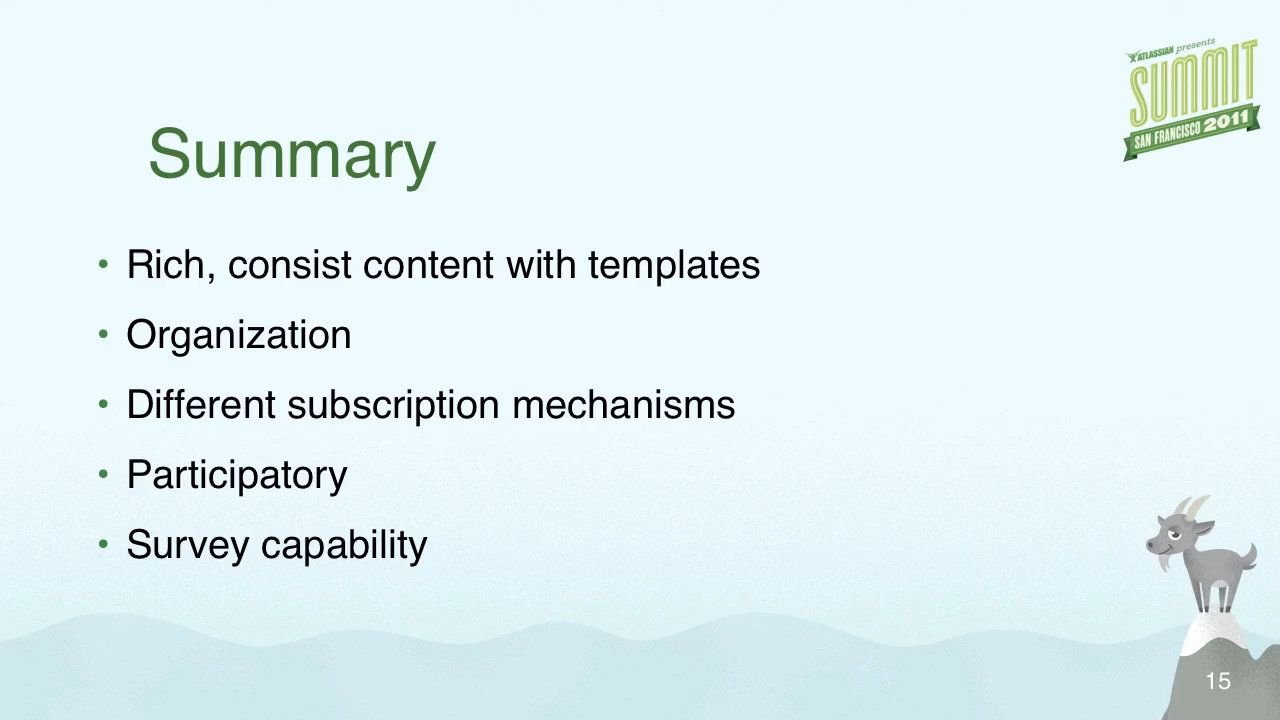 ATLASSIAN presents
SUMMIT
SAN FRANCISCO 2011
Summary
• Rich, consist content with templates
• Organization
• Different subscription mechanisms
• Participatory
• Survey capability
15